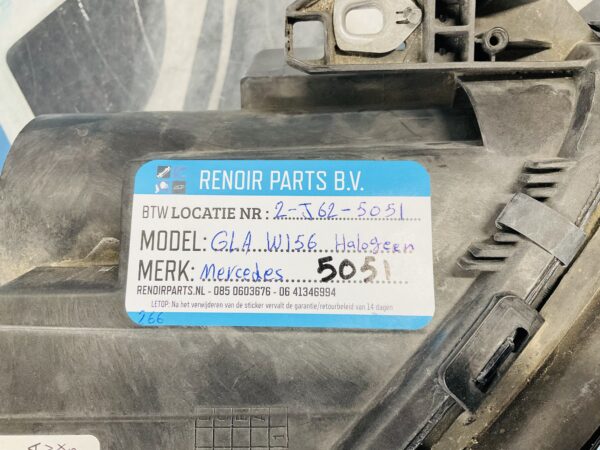 RENOIR PARTS B.V.
BTW LOCATIE NR : 2-J62-5051
MODEL: GLA W156 Halogeen
MERK: Mercedes 5051
RENOIRPARTS.NL - 085 0603676 - 06 41346994
LETOP: Na het verwijderen van de sticker vervalt de garantie/retourbeleid van 14 dagen
266